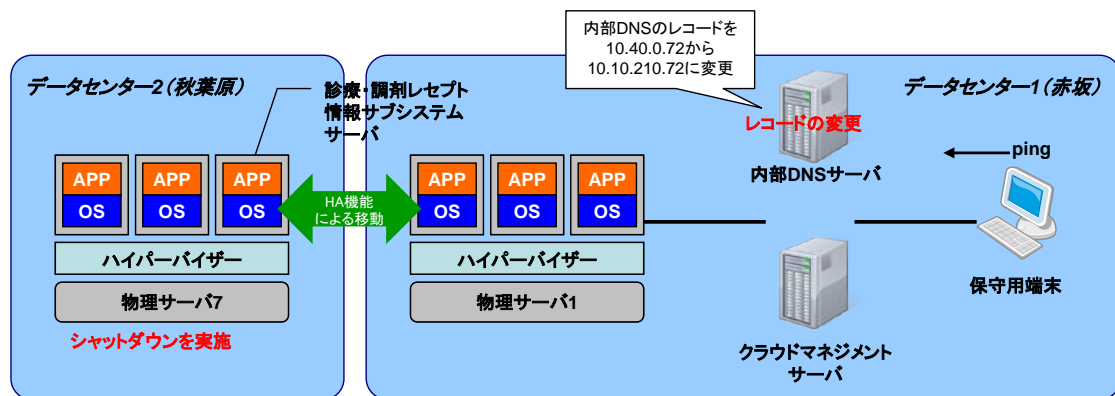 内部DNSのレコードを
10.40.0.72から
10.10.210.72に変更
データセンター2(秋葉原)
診療・調剤レセプト
情報サブシステム
サーバ
データセンター1(赤坂)
レコードの変更
ping
内部DNSサーバ
APP
APP
APP
APP
APP
APP
OS
OS
OS
HA機能
による移動
OS
OS
OS
ハイパーバイザー
ハイパーバイザー
保守用端末
物理サーバ7
物理サーバ1
シャットダウンを実施
クラウドマネジメント
サーバ